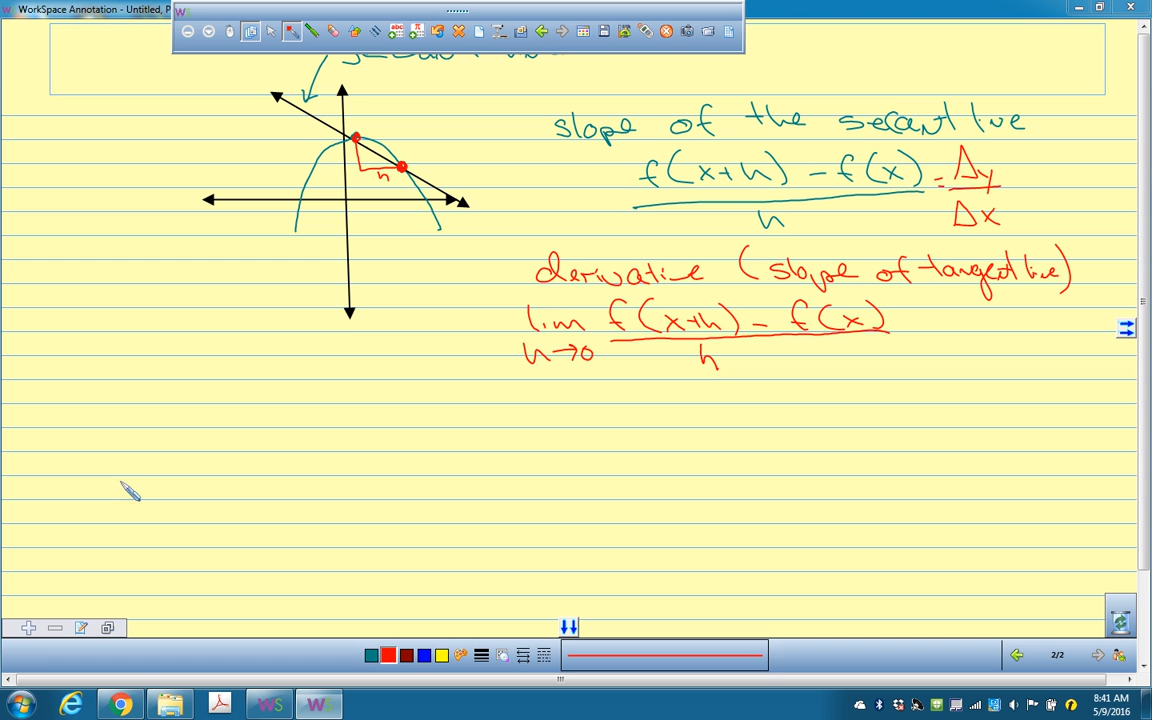 WorkSpace Annotation - Untitled, P
slope of the secant line
f(x+h) - f(x) = Δy
h Δx
h
derivative (slope of tangent line)
lim f(x+h) - f(x)
h→0 h
2/2
8:41 AM
5/9/2016